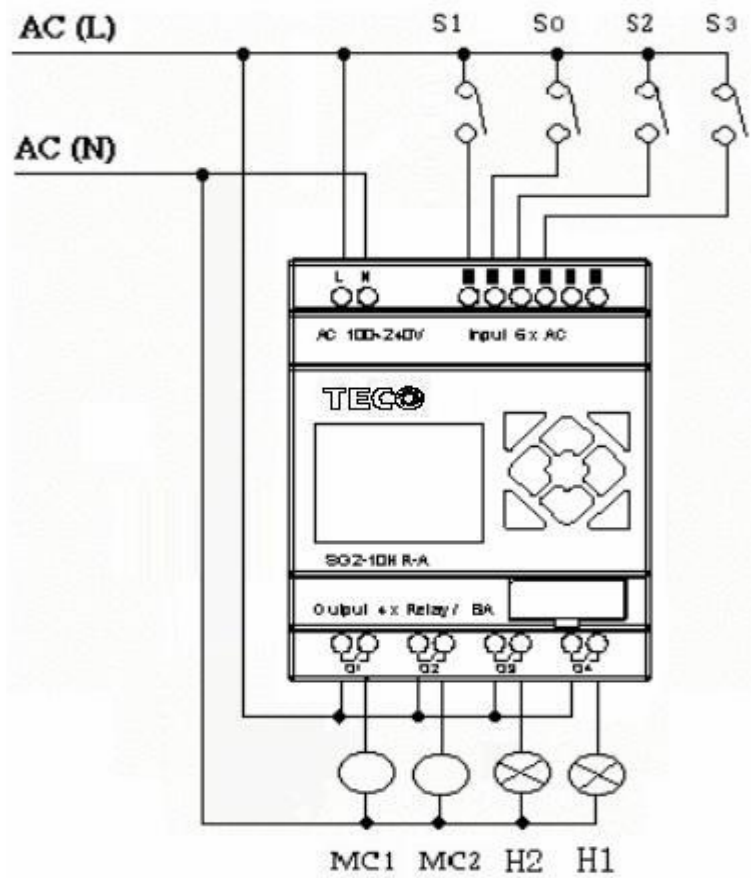 AC (L)
S1 S0 S2 S3
AC (N)
L N
AC 100~240V Input 6 x AC
TECO
SG2-10HR-A
Output 4 x Relay / 8A
Q1 Q2 Q3 Q4
MC1 MC2 H2 H1